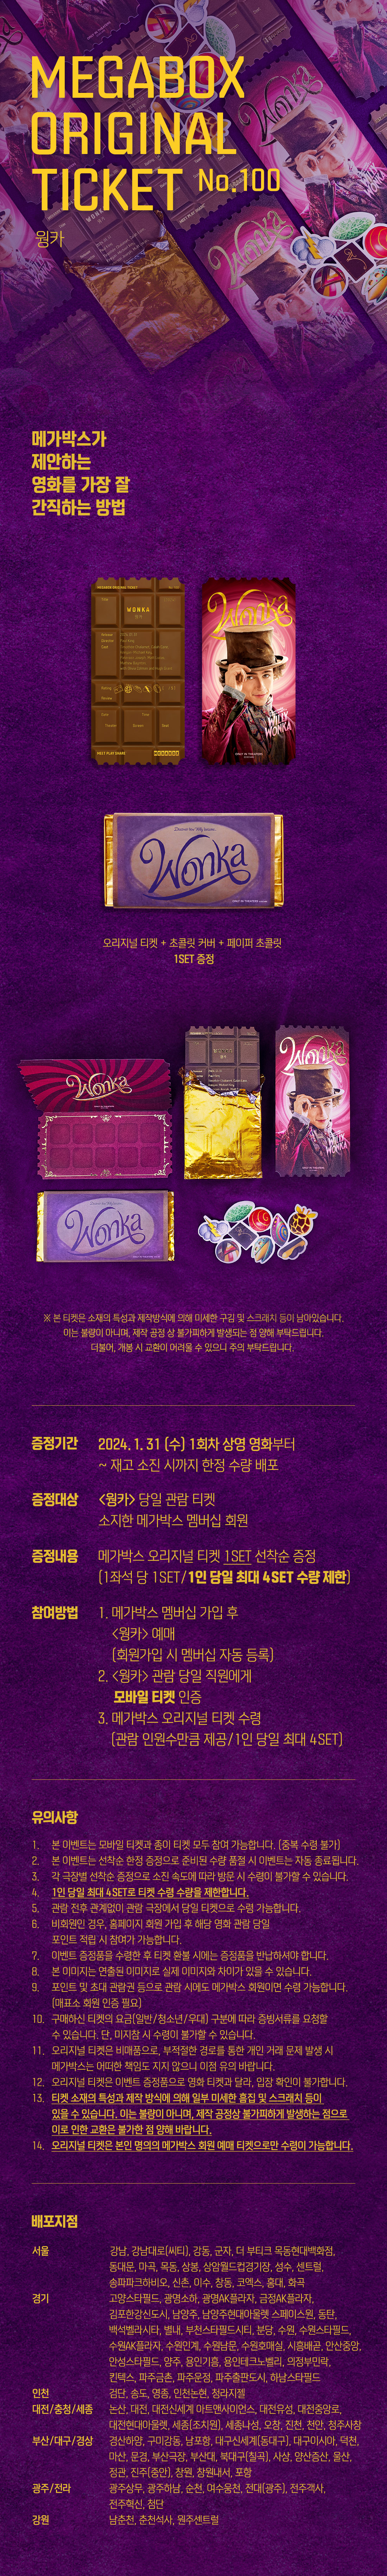 MEGABOX
ORIGINAL
TICKET No.100
웡카
메가박스가
제안하는
영화를 가장 잘
간직하는 방법
MEGABOX ORIGINAL TICKET
WONKA
웡카
Wonka
Wonka
오리지널 티켓 + 초콜릿 커버 + 페이퍼 초콜릿
1SET 증정
Wonka
Wonka
Wonka
※ 본 티켓은 소재의 특성과 제작방식에 의해 미세한 구김 및 스크래치 등이 남아있습니다.
이는 불량이 아니며, 제작 공정 상 불가피하게 발생되는 점 양해 부탁드립니다.
더불어, 개봉 시 교환이 어려울 수 있으니 주의 부탁드립니다.
증정기간 2024. 1. 31 (수) 1회차 상영 영화부터
~ 재고 소진 시까지 한정 수량 배포
증정대상 <웡카> 당일 관람 티켓
소지한 메가박스 멤버십 회원
증정내용 메가박스 오리지널 티켓 1SET 선착순 증정
(1좌석 당 1SET/1인 당일 최대 4SET 수량 제한)
참여방법 1. 메가박스 멤버십 가입 후
<웡카> 예매
(회원가입 시 멤버십 자동 등록)
2. <웡카> 관람 당일 직원에게
모바일 티켓 인증
3. 메가박스 오리지널 티켓 수령
(관람 인원수만큼 제공/1인 당일 최대 4SET)
유의사항
1. 본 이벤트는 모바일 티켓과 종이 티켓 모두 참여 가능합니다. (중복 수령 불가)
2. 본 이벤트는 선착순 한정 증정으로 준비된 수량 품절 시 이벤트는 자동 종료됩니다.
3. 각 극장별 선착순 증정으로 소진 속도에 따라 방문 시 수령이 불가할 수 있습니다.
4. 1인 당일 최대 4SET로 티켓 수령 수량을 제한합니다.
5. 관람 전후 관계없이 관람 극장에서 당일 티켓으로 수령 가능합니다.
6. 비회원인 경우, 홈페이지 회원 가입 후 해당 영화 관람 당일
포인트 적립 시 참여가 가능합니다.
7. 이벤트 증정품을 수령한 후 티켓 환불 시에는 증정품을 반납하셔야 합니다.
8. 본 이미지는 연출된 이미지로 실제 이미지와 차이가 있을 수 있습니다.
9. 포인트 및 초대 관람권 등으로 관람 시에도 메가박스 회원이면 수령 가능합니다.
(매표소 회원 인증 필요)
10. 구매하신 티켓의 요금(일반/청소년/우대) 구분에 따라 증빙서류를 요청할
수 있습니다. 단, 미지참 시 수령이 불가할 수 있습니다.
11. 오리지널 티켓은 비매품으로, 부적절한 경로를 통한 개인 거래 문제 발생 시
메가박스는 어떠한 책임도 지지 않으니 이점 유의 바랍니다.
12. 오리지널 티켓은 이벤트 증정품으로 영화 티켓과 달라, 입장 확인이 불가합니다.
13. 티켓 소재의 특성과 제작 방식에 의해 일부 미세한 흠집 및 스크래치 등이
있을 수 있습니다. 이는 불량이 아니며, 제작 공정상 불가피하게 발생하는 점으로
이로 인한 교환은 불가한 점 양해 바랍니다.
14. 오리지널 티켓은 본인 명의의 메가박스 회원 예매 티켓으로만 수령이 가능합니다.
배포지점
서울 강남, 강남대로(씨티), 강동, 군자, 더 부티크 목동현대백화점,
동대문, 마곡, 목동, 상봉, 상암월드컵경기장, 성수, 센트럴,
송파파크하비오, 신촌, 이수, 창동, 코엑스, 홍대, 화곡
경기 고양스타필드, 광명소하, 광명AK플라자, 금정AK플라자,
김포한강신도시, 남양주, 남양주현대아울렛 스페이스원, 동탄,
백석벨라시타, 별내, 부천스타필드시티, 분당, 수원, 수원스타필드,
수원AK플라자, 수원인계, 수원남문, 수원호매실, 시흥배곧, 안산중앙,
안성스타필드, 양주, 용인기흥, 용인테크노밸리, 의정부민락,
킨텍스, 파주금촌, 파주운정, 파주출판도시, 하남스타필드
인천 검단, 송도, 영종, 인천논현, 청라지젤
대전/충청/세종 논산, 대전, 대전신세계 아트앤사이언스, 대전유성, 대전중앙로,
대전현대아울렛, 세종(조치원), 세종나성, 오창, 진천, 천안, 청주사창
부산/대구/경상 경산하양, 구미강동, 남포항, 대구신세계(동대구), 대구이시아, 덕천,
마산, 문경, 부산극장, 부산대, 북대구(칠곡), 사상, 양산증산, 울산,
정관, 진주(중안), 창원, 창원내서, 포항
광주/전라 광주상무, 광주하남, 순천, 여수웅천, 전대(광주), 전주객사,
전주혁신, 첨단
강원 남춘천, 춘천석사, 원주센트럴